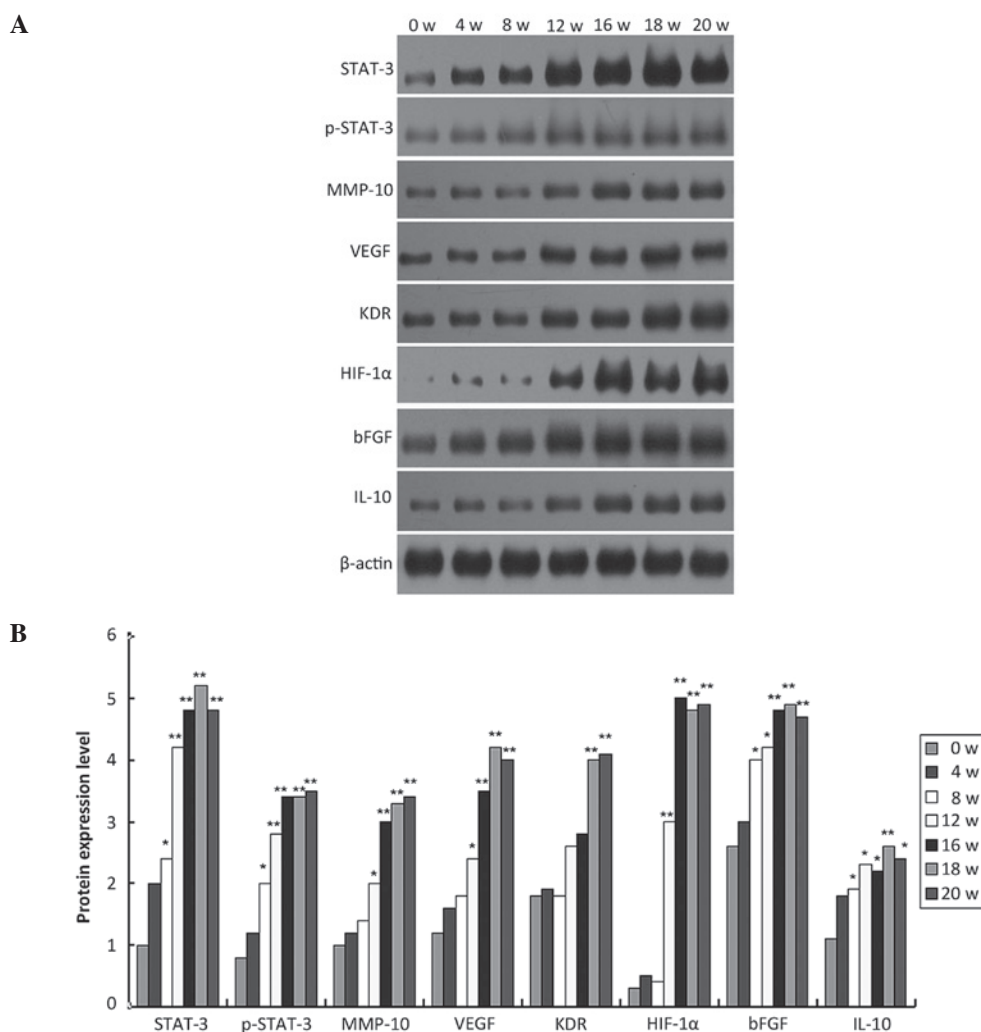 A
0 w 4 w 8 w 12 w 16 w 18 w 20 w
STAT-3
p-STAT-3
MMP-10
VEGF
KDR
HIF-1α
bFGF
IL-10
β-actin
B
Protein expression level
6
5
4
3
2
1
0
* ** ** ** **
* ** ** ** **
* ** ** **
* ** ** **
** **
** ** ** **
* * ** ** **
* * * ** *
STAT-3 p-STAT-3 MMP-10 VEGF KDR HIF-1α bFGF IL-10
0 w
4 w
8 w
12 w
16 w
18 w
20 w